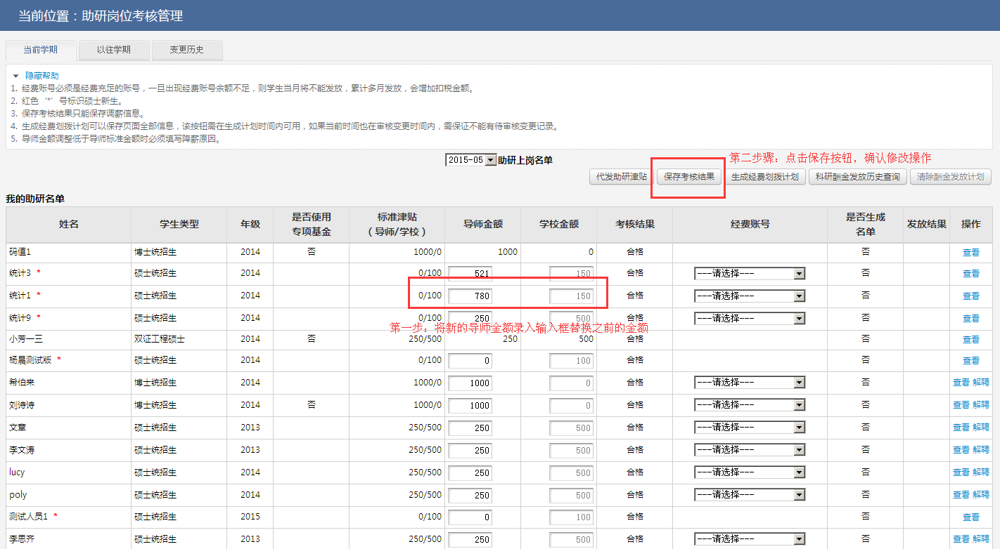 当前位置：助研岗位考核管理
当前学期 以往学期 变更历史
隐藏帮助
1. 经费账号必须是经费充足的账号，一旦出现经费账号余额不足，则学生当月将不能发放，累计多月发放，会增加扣税金额。
2. 红色‘*’号标识硕士新生。
3. 保存考核结果只能保存调薪信息。
4. 生成经费划拨计划可以保存页面全部信息，该按钮需在生成计划时间内可用，如果当前时间也在审核变更时间内，需保证不能有待审核变更记录。
5. 导师金额调整低于导师标准金额时必须填写降薪原因。
2015-05 助研上岗名单
第二步骤：点击保存按钮，确认修改操作
代发助研津贴 保存考核结果 生成经费划拨计划 科研酬金发放历史查询 清除酬金发放计划
我的助研名单
姓名 学生类型 年级 是否使用专项基金 标准津贴（导师/学校） 导师金额 学校金额 考核结果 经费账号 是否生成名单 发放结果 操作
码值1 博士统招生 2014 否 1000/0 1000 0 合格 否 查看
统计3 * 硕士统招生 2014 0/100 521 150 合格 ---请选择--- 否 查看
统计1 * 硕士统招生 2014 0/100 780 150 合格 ---请选择--- 否 查看
统计9 * 硕士统招生 2014 0/100 250 500 合格 ---请选择--- 否 查看
第一步：将新的导师金额录入输入框替换之前的金额
小芳一三 双证工程硕士 2014 否 250/500 250 500 合格 否 查看
杨晨测试版 * 硕士统招生 2014 0/100 0 100 合格 否 查看
希伯来 博士统招生 2014 1000/0 1000 0 合格 ---请选择--- 否 查看 解聘
刘诗诗 博士统招生 2014 否 1000/0 1000 0 合格 ---请选择--- 否 查看 解聘
文章 硕士统招生 2013 250/500 250 500 合格 ---请选择--- 否 查看 解聘
李文涛 硕士统招生 2013 250/500 250 500 合格 ---请选择--- 否 查看 解聘
lucy 硕士统招生 2014 250/500 250 500 合格 ---请选择--- 否 查看 解聘
poly 硕士统招生 2014 250/500 250 500 合格 ---请选择--- 否 查看 解聘
测试人员1 * 硕士统招生 2015 0/100 0 100 合格 否 查看
李思齐 硕士统招生 2013 250/500 250 500 合格 ---请选择--- 否 查看 解聘